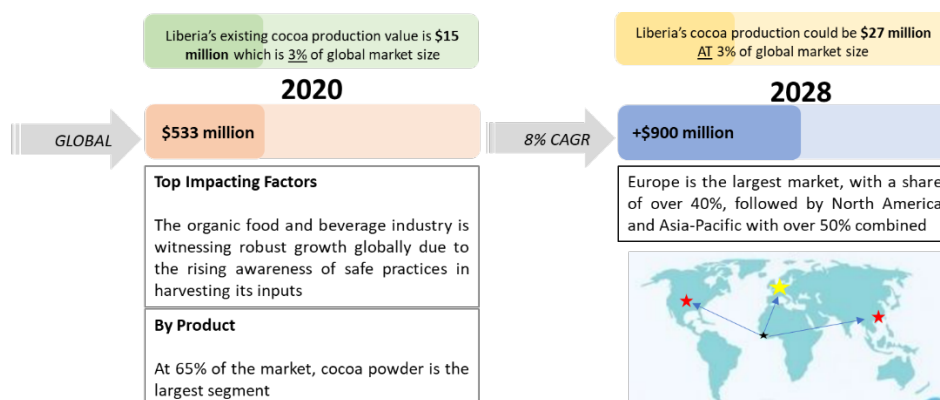 Liberia's existing cocoa production value is $15
million which is 3% of global market size
2020
GLOBAL
$533 million
Top Impacting Factors
The organic food and beverage industry is
witnessing robust growth globally due to
the rising awareness of safe practices in
harvesting its inputs
By Product
At 65% of the market, cocoa powder is the
largest segment
8% CAGR
Liberia's cocoa production could be $27 million
AT 3% of global market size
2028
+$900 million
Europe is the largest market, with a share
of over 40%, followed by North America
and Asia-Pacific with over 50% combined